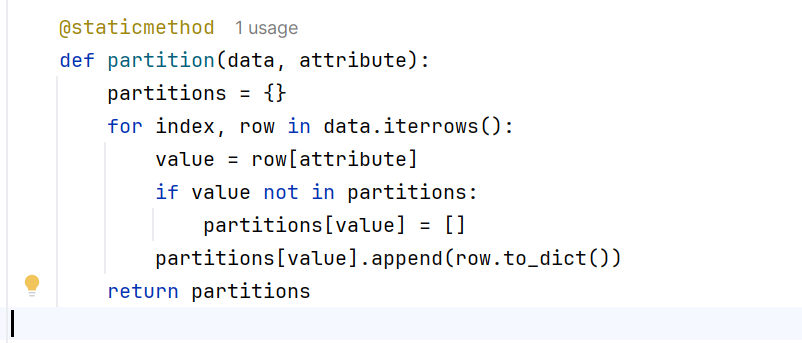 @staticmethod 1 usage
def partition(data, attribute):
    partitions = {}
    for index, row in data.iterrows():
        value = row[attribute]
        if value not in partitions:
            partitions[value] = []
        partitions[value].append(row.to_dict())
    return partitions